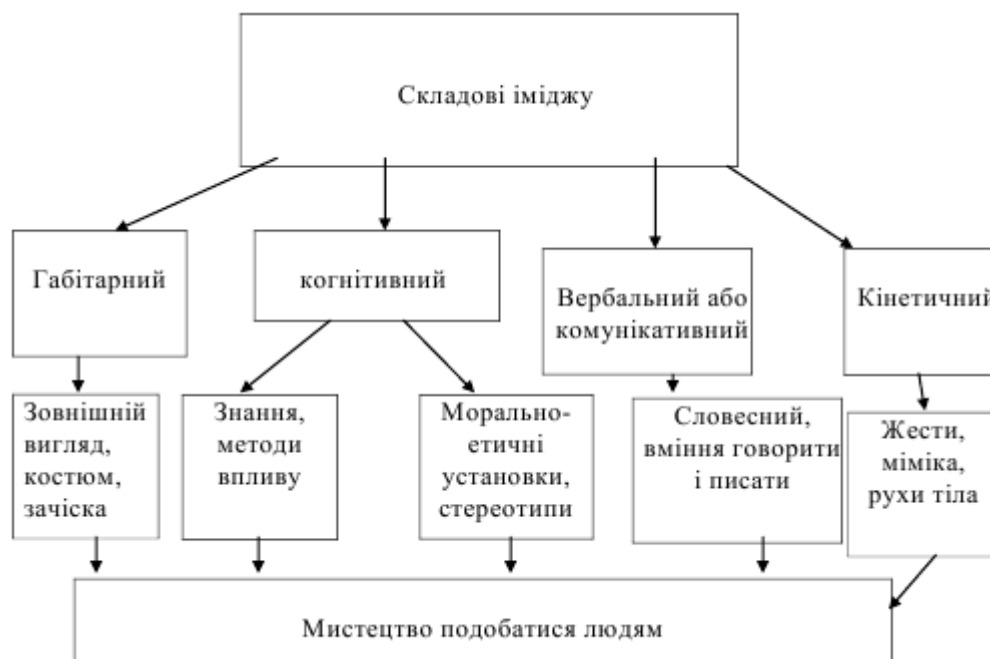 Складові іміджу
Габітарний
когнітивний
Вербальний або
комунікативний
Кінетичний
Зовнішній
вигляд,
костюм,
зачіска
Знання,
методи
впливу
Морально-
етичні
установки,
стереотипи
Словесний,
вміння говорити
і писати
Жести,
міміка,
рухи тіла
Мистецтво подобатися людям